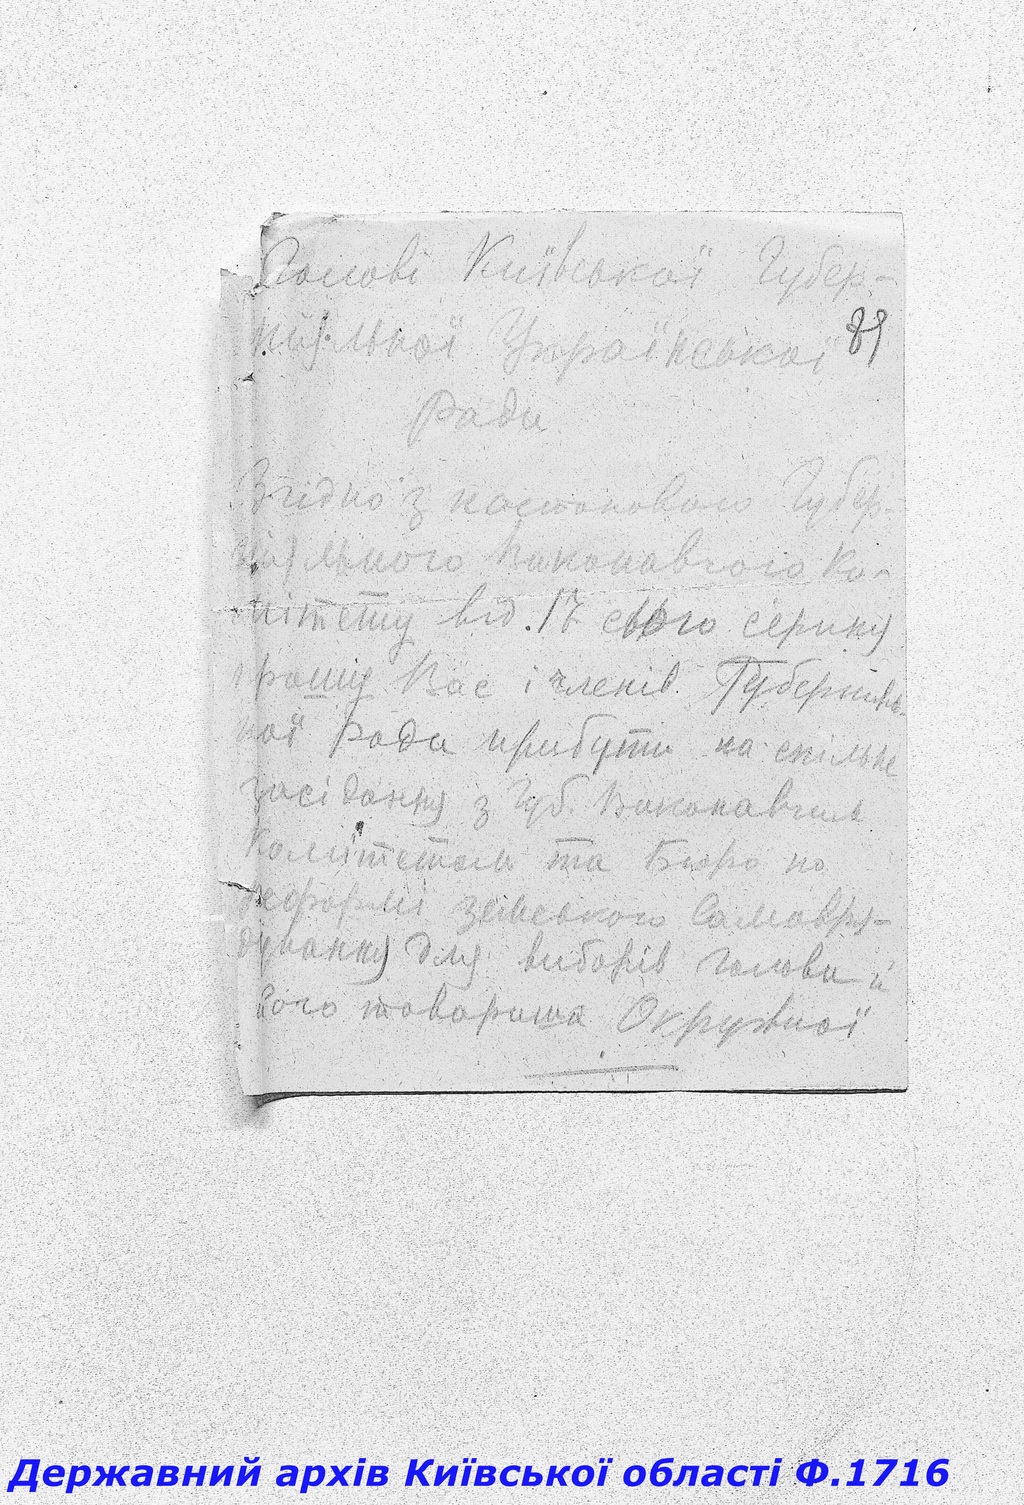 Голові Київської Губер-
ніяльної Української
89
Ради
Згідно з постановою Губер-
ніяльного Виконавчого Ко-
мітету від 17 сього серпня
прошу Вас і членів Губерніяль-
ної Ради прибути на спільне
засідання з Губ. Виконавчим
Комітетом та Бюро по
реформі земського Самовря-
дування для виборів голови й
його товариша Окружної
Державний архів Київської області Ф.1716